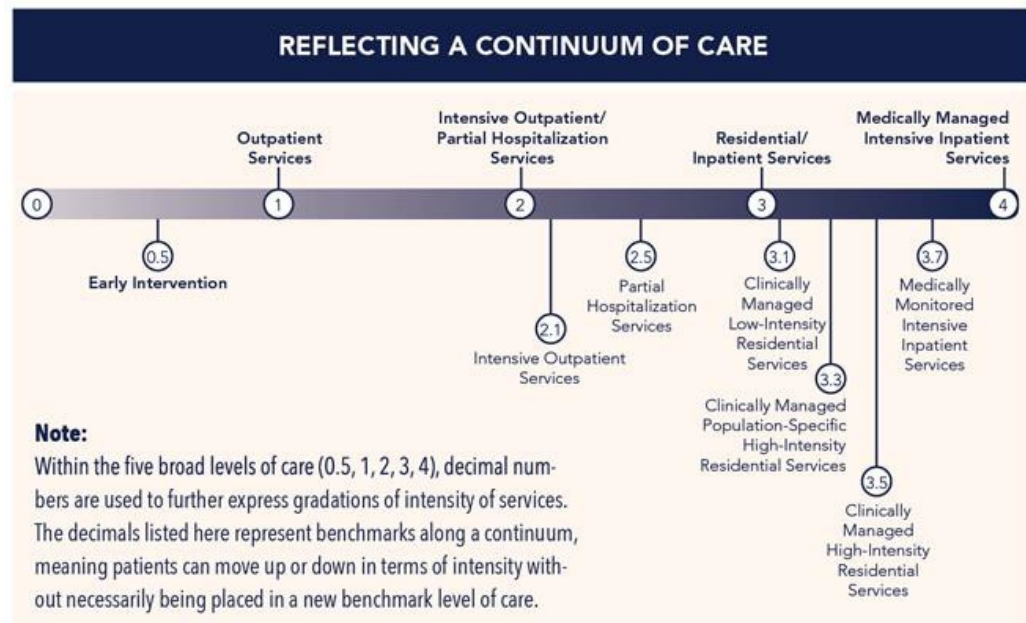 REFLECTING A CONTINUUM OF CARE
Outpatient
Services
Intensive Outpatient/
Partial Hospitalization
Services
Residential/
Inpatient Services
Medically Managed
Intensive Inpatient
Services
0
1
2
3
4
0.5
Early Intervention
2.1
Intensive Outpatient
Services
2.5
Partial
Hospitalization
Services
3.1
Clinically
Managed
Low-Intensity
Residential
Services
3.3
Clinically Managed
Population-Specific
High-Intensity
Residential Services
3.5
Clinically
Managed
High-Intensity
Residential
Services
3.7
Medically
Monitored
Intensive
Inpatient
Services
Note:
Within the five broad levels of care (0.5, 1, 2, 3, 4), decimal num-
bers are used to further express gradations of intensity of services.
The decimals listed here represent benchmarks along a continuum,
meaning patients can move up or down in terms of intensity with-
out necessarily being placed in a new benchmark level of care.